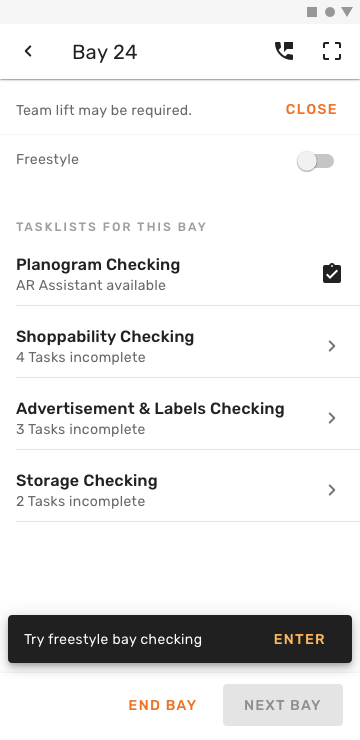 Bay 24
Team lift may be required.
CLOSE
Freestyle
TASKLISTS FOR THIS BAY
Planogram Checking
AR Assistant available
Shoppability Checking
4 Tasks incomplete
Advertisement & Labels Checking
3 Tasks incomplete
Storage Checking
2 Tasks incomplete
Try freestyle bay checking
ENTER
END BAY
NEXT BAY